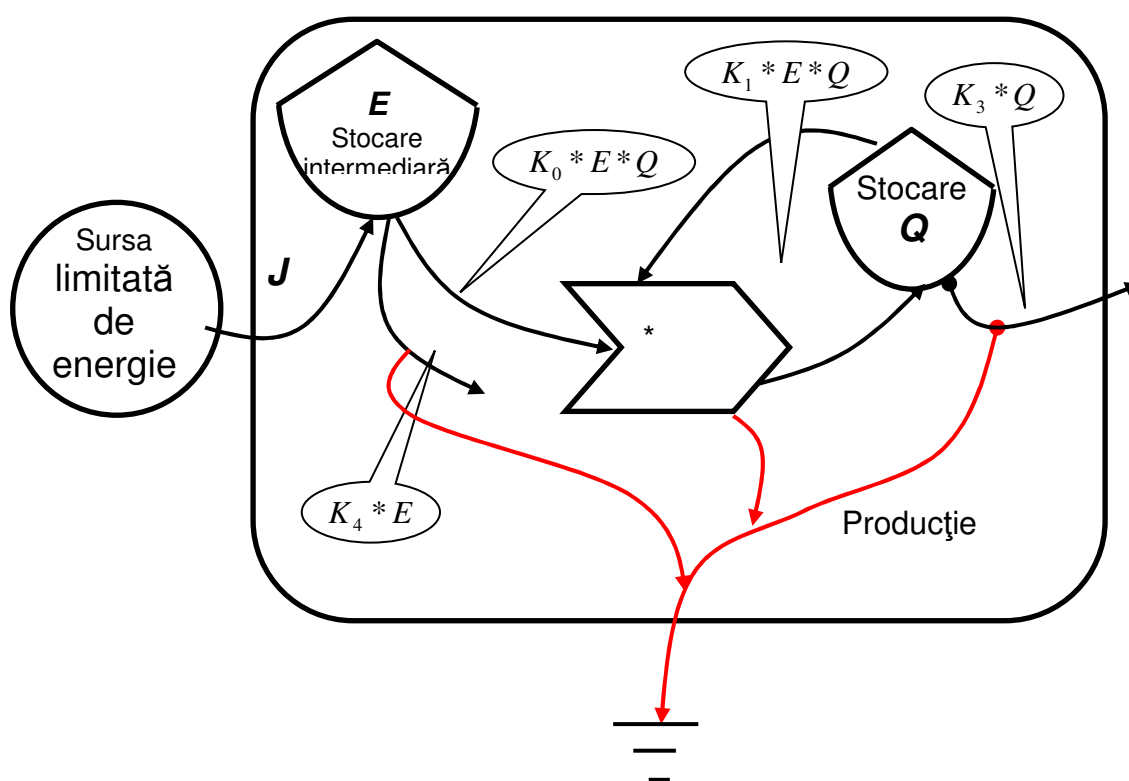 E
Stocare
intermediară
K₀ * E * Q
K₁ * E * Q
K₃ * Q
Stocare
Q
Sursa
limitată
de
energie
J
*
K₄ * E
Producţie